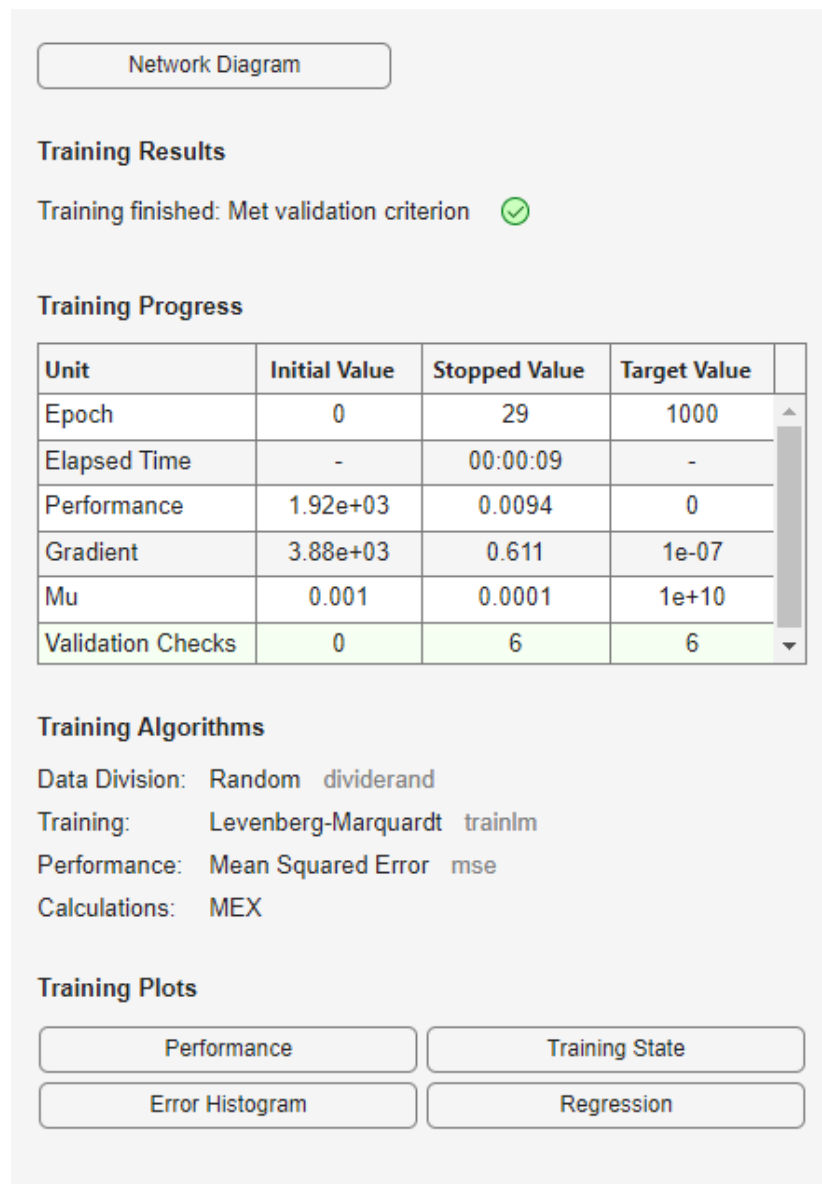 Network Diagram
Training Results
Training finished: Met validation criterion
Training Progress
Unit Initial Value Stopped Value Target Value
Epoch 0 29 1000
Elapsed Time - 00:00:09 -
Performance 1.92e+03 0.0094 0
Gradient 3.88e+03 0.611 1e-07
Mu 0.001 0.0001 1e+10
Validation Checks 0 6 6
Training Algorithms
Data Division: Random dividerand
Training: Levenberg-Marquardt trainlm
Performance: Mean Squared Error mse
Calculations: MEX
Training Plots
Performance Training State
Error Histogram Regression